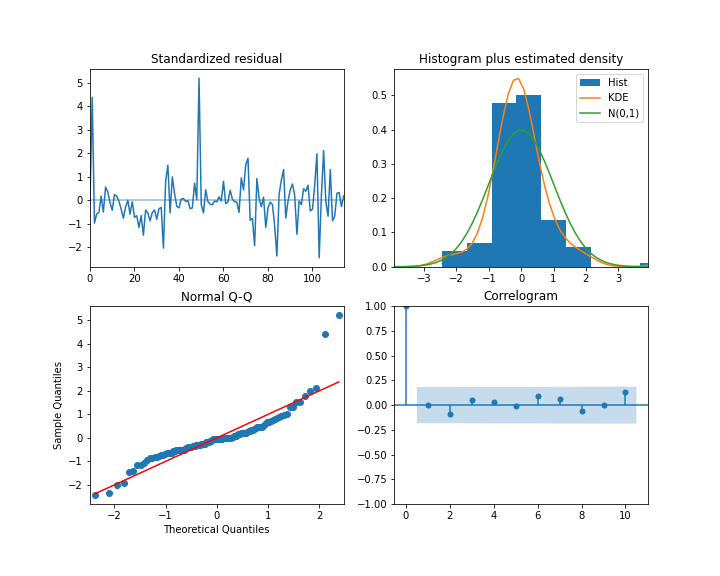 Standardized residual
5
4
3
2
1
0
−1
−2
0 20 40 60 80 100
Histogram plus estimated density
Hist
KDE
N(0,1)
0.5
0.4
0.3
0.2
0.1
0.0
−3 −2 −1 0 1 2 3
Normal Q-Q
Sample Quantiles
5
4
3
2
1
0
−1
−2
−2 −1 0 1 2
Theoretical Quantiles
Correlogram
1.00
0.75
0.50
0.25
0.00
−0.25
−0.50
−0.75
−1.00
0 2 4 6 8 10